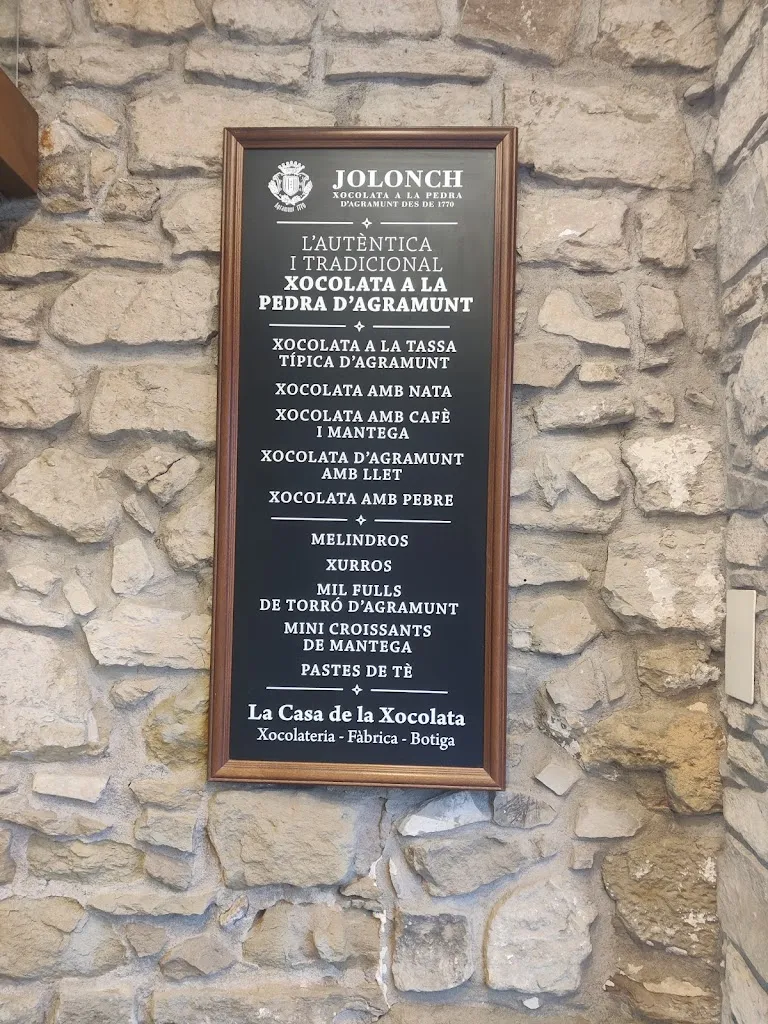 JOLONCH
XOCOLATA A LA PEDRA
D'AGRAMUNT DES DE 1770
Agramunt 1770
L'AUTÈNTICA
I TRADICIONAL
XOCOLATA A LA
PEDRA D'AGRAMUNT
XOCOLATA A LA TASSA
TÍPICA D'AGRAMUNT
XOCOLATA AMB NATA
XOCOLATA AMB CAFÈ
I MANTEGA
XOCOLATA D'AGRAMUNT
AMB LLET
XOCOLATA AMB PEBRE
MELINDROS
XURROS
MIL FULLS
DE TORRÓ D'AGRAMUNT
MINI CROISSANTS
DE MANTEGA
PASTES DE TÈ
La Casa de la Xocolata
Xocolateria - Fàbrica - Botiga